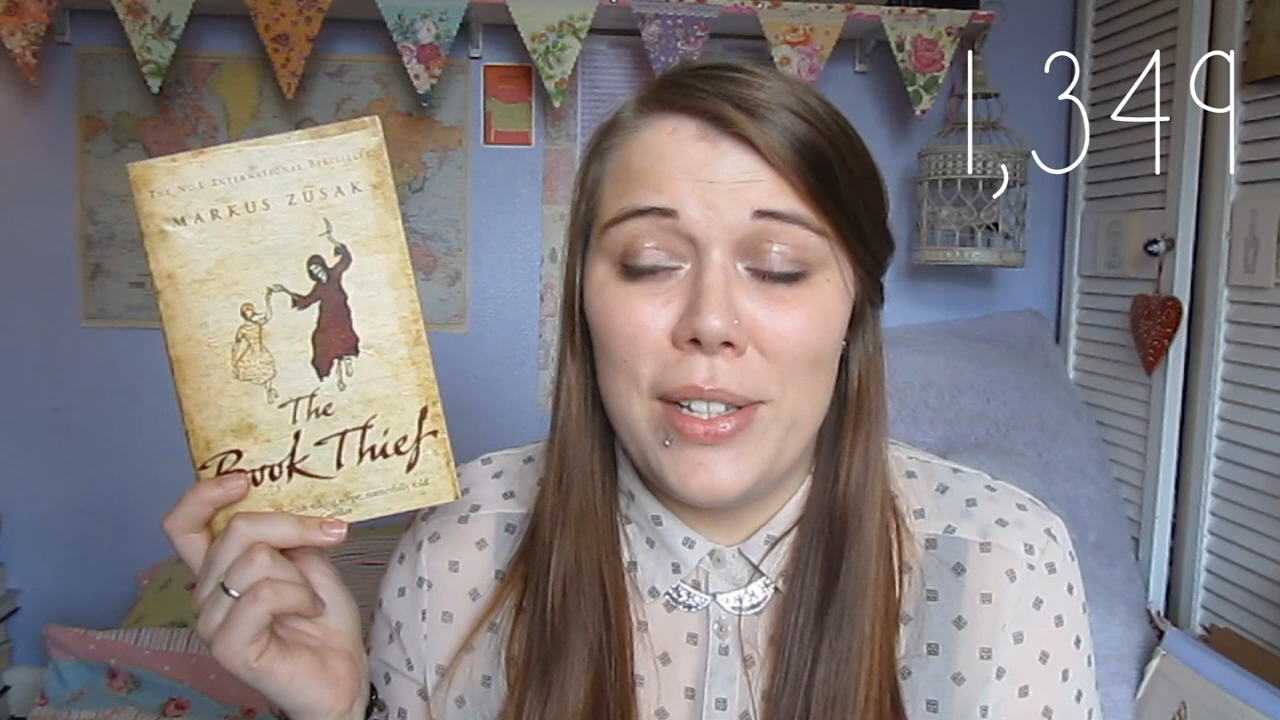 1,349
THE NO.1 INTERNATIONAL BESTSELLER
MARKUS ZUSAK
The
Book Thief